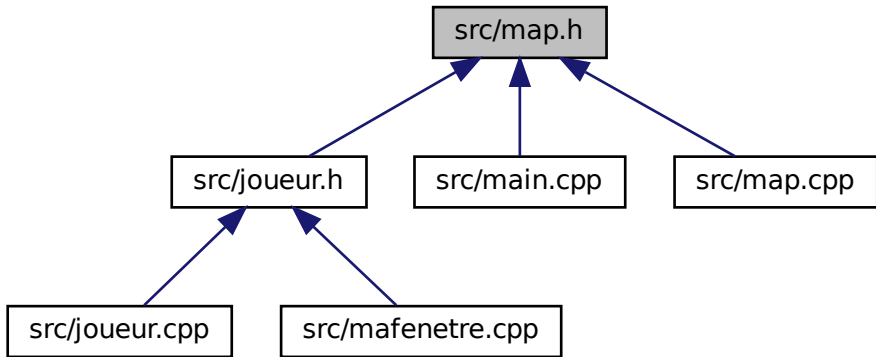 src/map.h
src/joueur.h
src/main.cpp
src/map.cpp
src/joueur.cpp
src/mafenetre.cpp